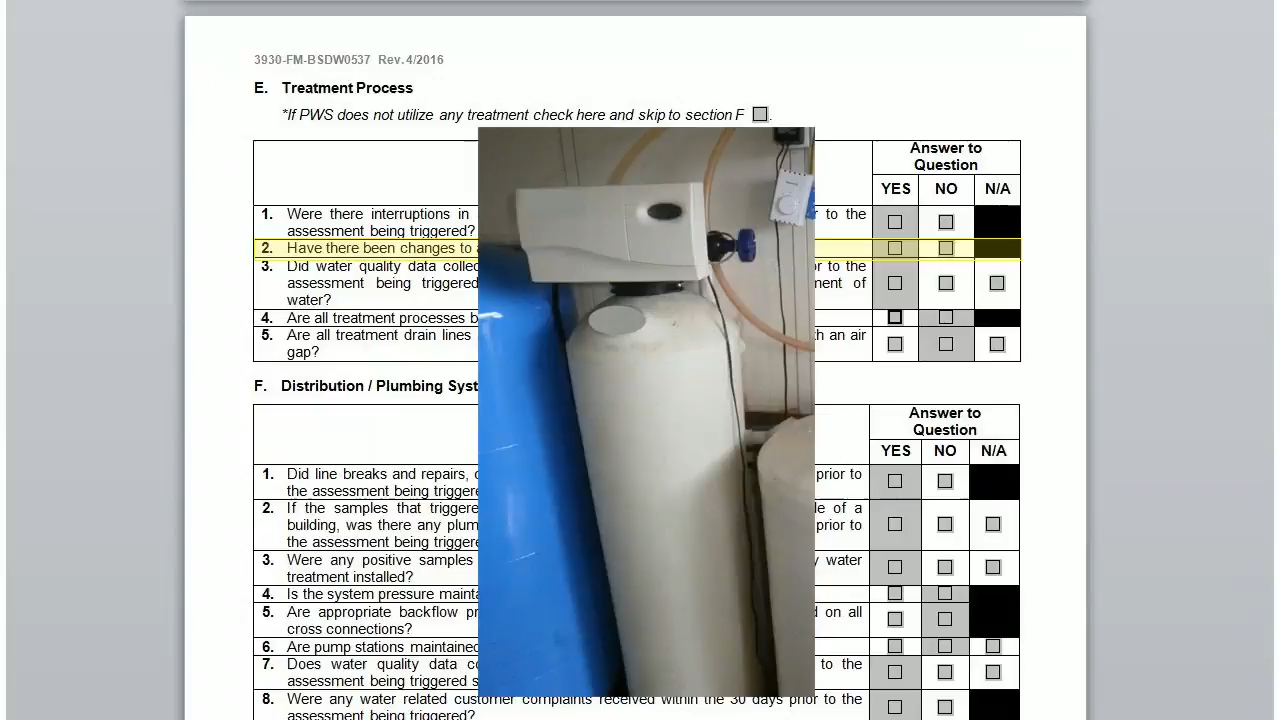 3930-FM-BSDW0537 Rev. 4/2016
E. Treatment Process
*If PWS does not utilize any treatment check here and skip to section F .
Answer to
Question
YES NO N/A
1. Were there interruptions in r to the
assessment being triggered?
2. Have there been changes to
3. Did water quality data collec or to the
assessment being triggered ment of
water?
4. Are all treatment processes b
5. Are all treatment drain lines th an air
gap?
F. Distribution / Plumbing Syst
Answer to
Question
YES NO N/A
1. Did line breaks and repairs, prior to
the assessment being triggere
2. If the samples that triggere le of a
building, was there any plum prior to
the assessment being triggere
3. Were any positive samples y water
treatment installed?
4. Is the system pressure mainta
5. Are appropriate backflow pr d on all
cross connections?
6. Are pump stations maintained
7. Does water quality data co to the
assessment being triggered s
8. Were any water related customer complaints received within the 30 days prior to the
assessment being triggered?